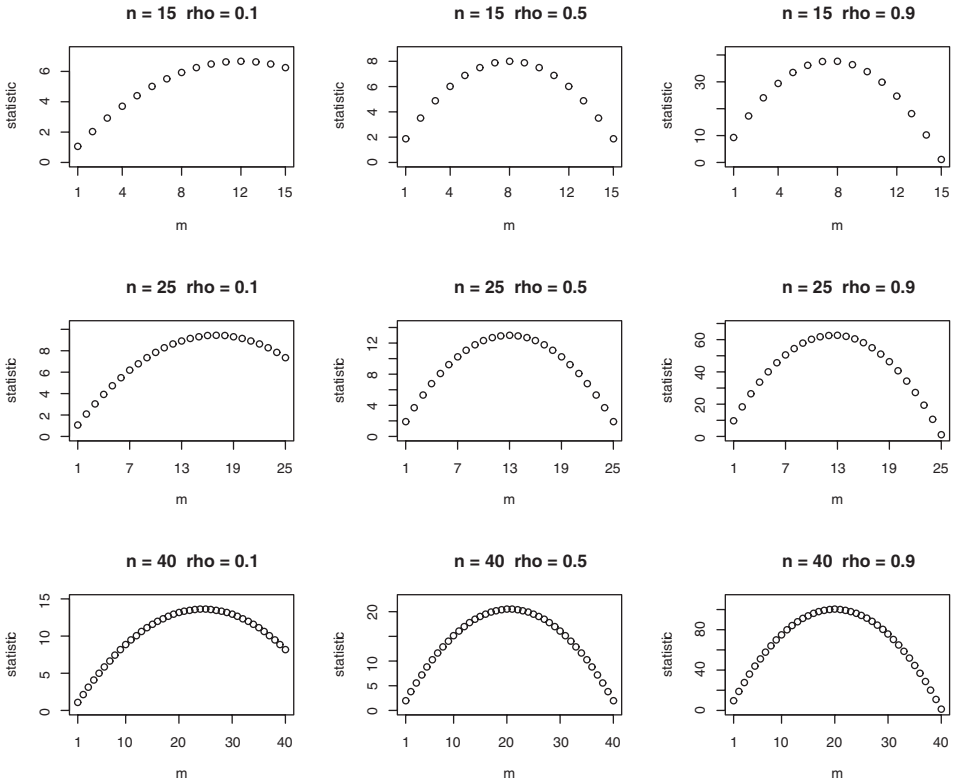 n = 15 rho = 0.1
statistic
0 2 4 6
1 4 8 12 15
m
n = 15 rho = 0.5
statistic
0 2 4 6 8
1 4 8 12 15
m
n = 15 rho = 0.9
statistic
0 10 30
1 4 8 12 15
m
n = 25 rho = 0.1
statistic
0 2 4 6 8
1 7 13 19 25
m
n = 25 rho = 0.5
statistic
0 4 8 12
1 7 13 19 25
m
n = 25 rho = 0.9
statistic
0 20 40 60
1 7 13 19 25
m
n = 40 rho = 0.1
statistic
0 5 10 15
1 10 20 30 40
m
n = 40 rho = 0.5
statistic
0 5 10 20
1 10 20 30 40
m
n = 40 rho = 0.9
statistic
0 40 80
1 10 20 30 40
m